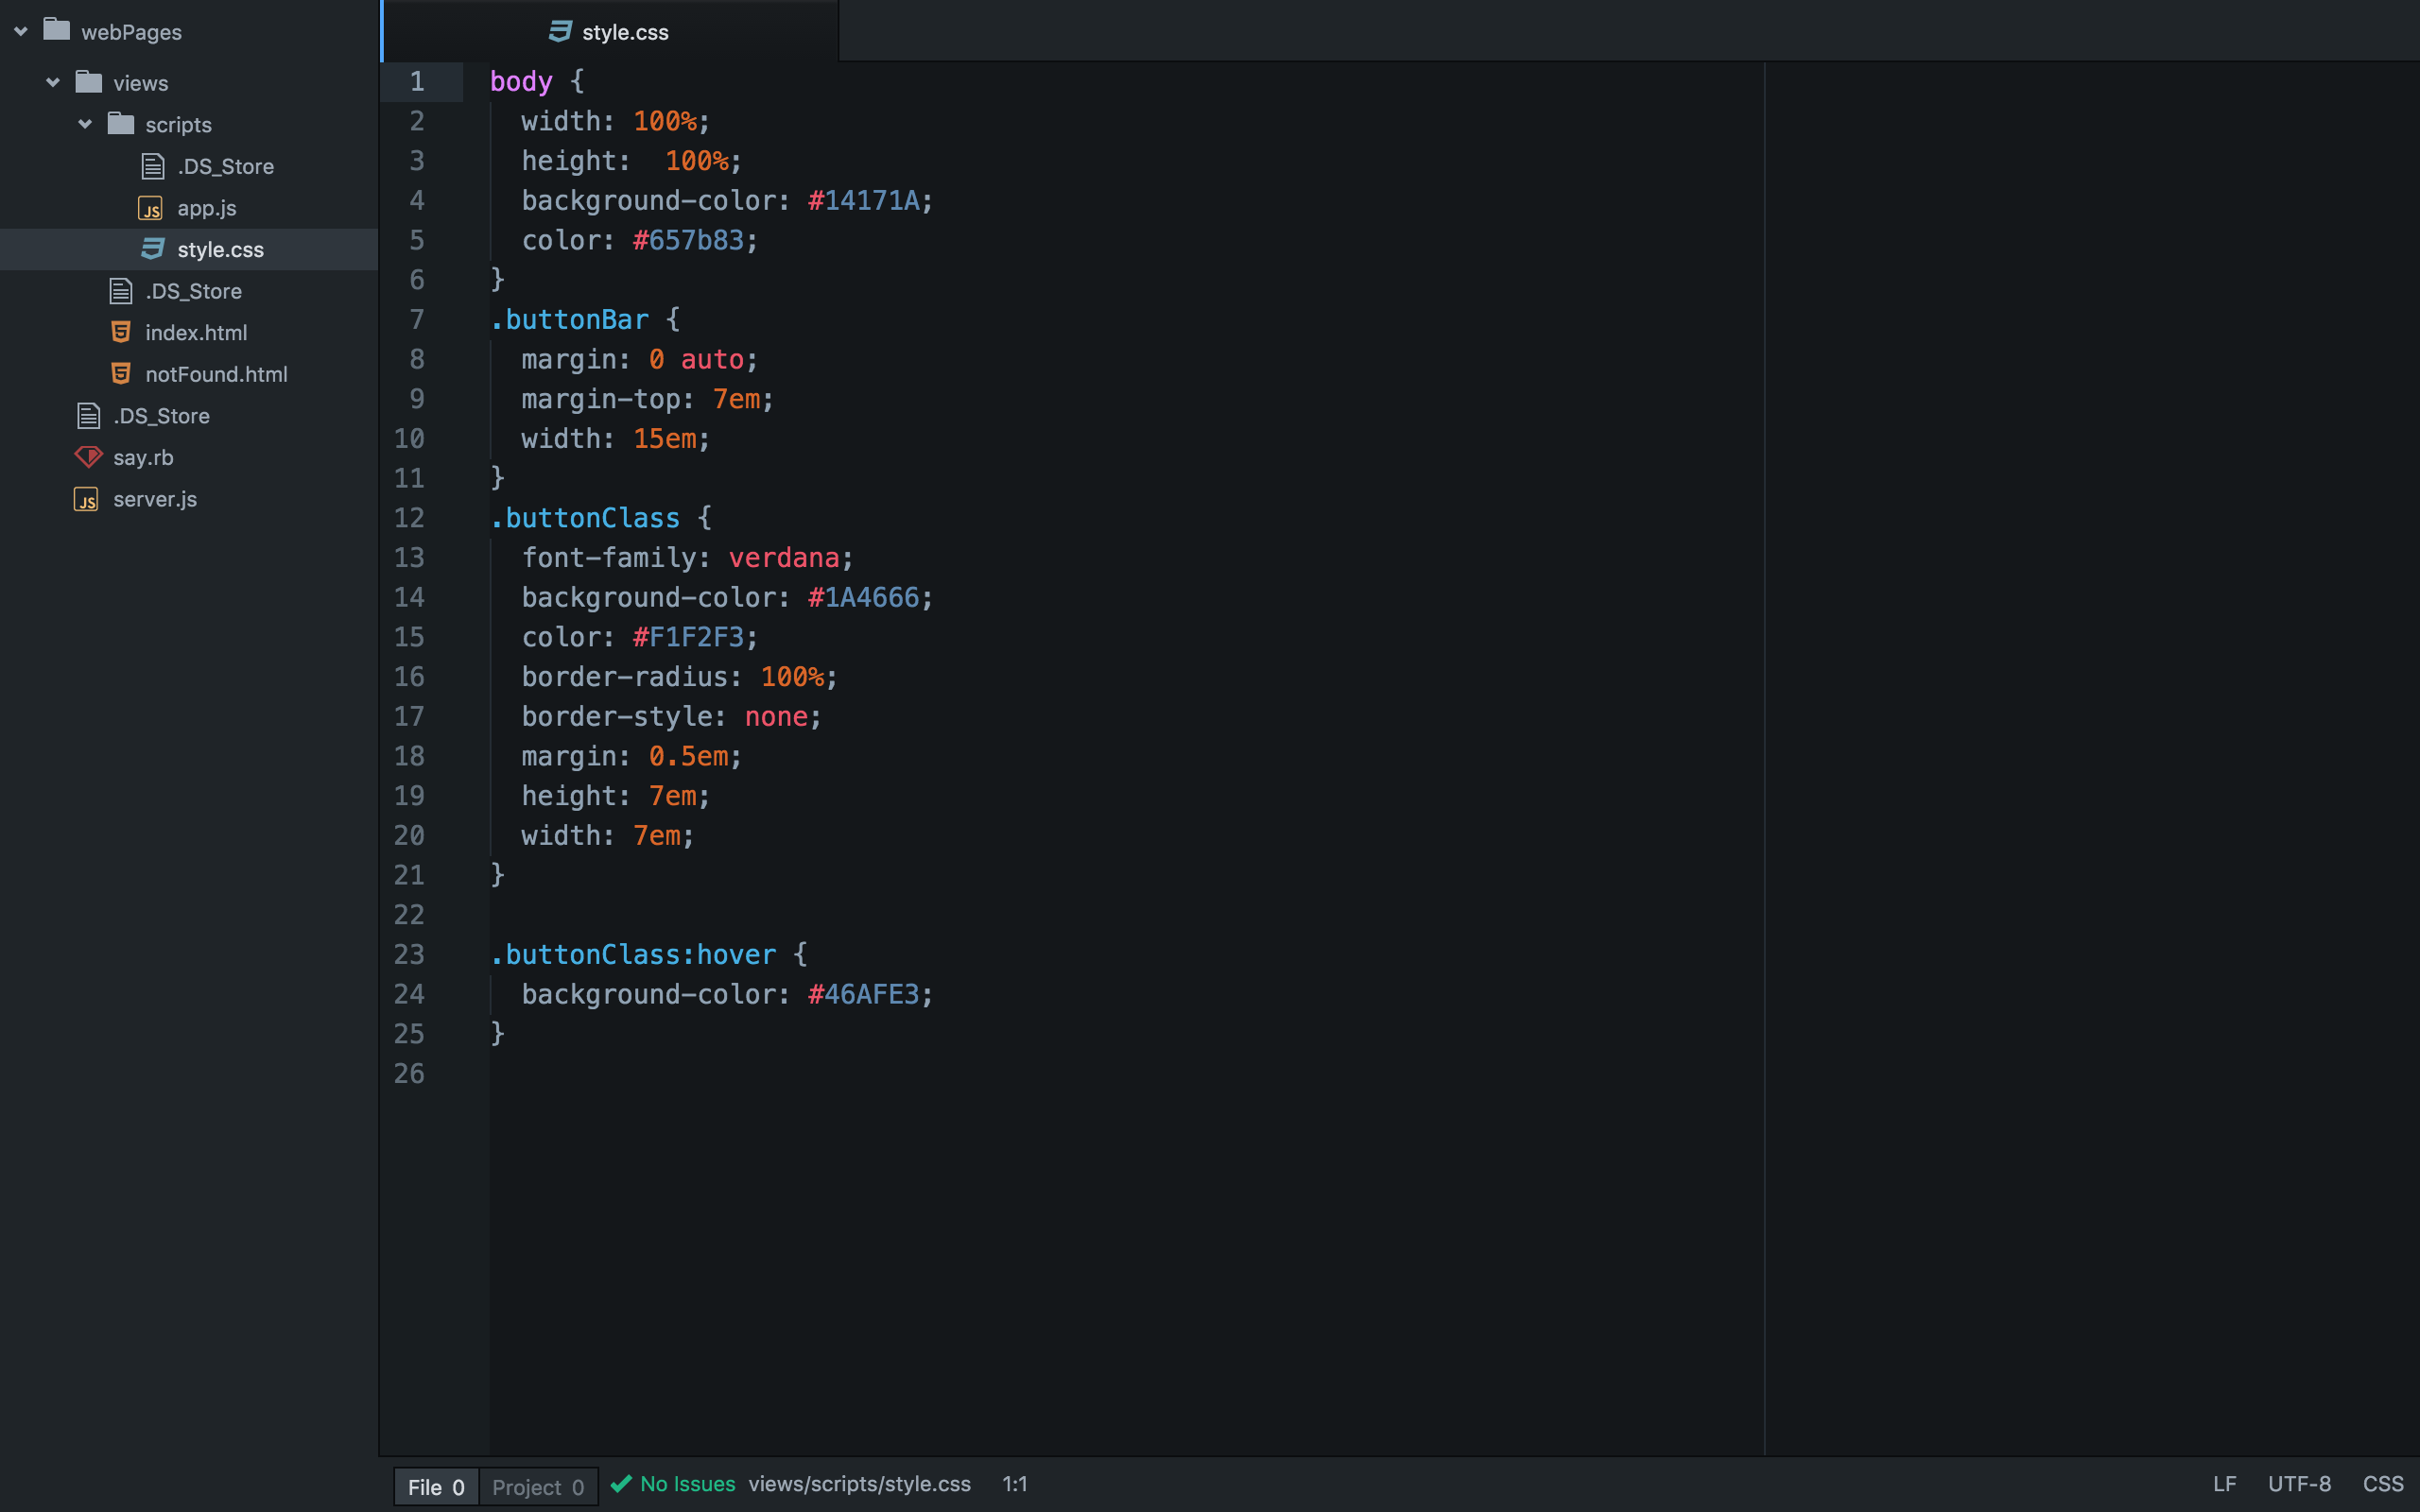 webPages
views
scripts
.DS_Store
JS app.js
style.css
.DS_Store
5 index.html
5 notFound.html
.DS_Store
say.rb
JS server.js
style.css
1 body {
2   width: 100%;
3   height:  100%;
4   background-color: #14171A;
5   color: #657b83;
6 }
7 .buttonBar {
8   margin: 0 auto;
9   margin-top: 7em;
10   width: 15em;
11 }
12 .buttonClass {
13   font-family: verdana;
14   background-color: #1A4666;
15   color: #F1F2F3;
16   border-radius: 100%;
17   border-style: none;
18   margin: 0.5em;
19   height: 7em;
20   width: 7em;
21 }
22
23 .buttonClass:hover {
24   background-color: #46AFE3;
25 }
26
File 0 Project 0 No Issues views/scripts/style.css 1:1 LF UTF-8 CSS